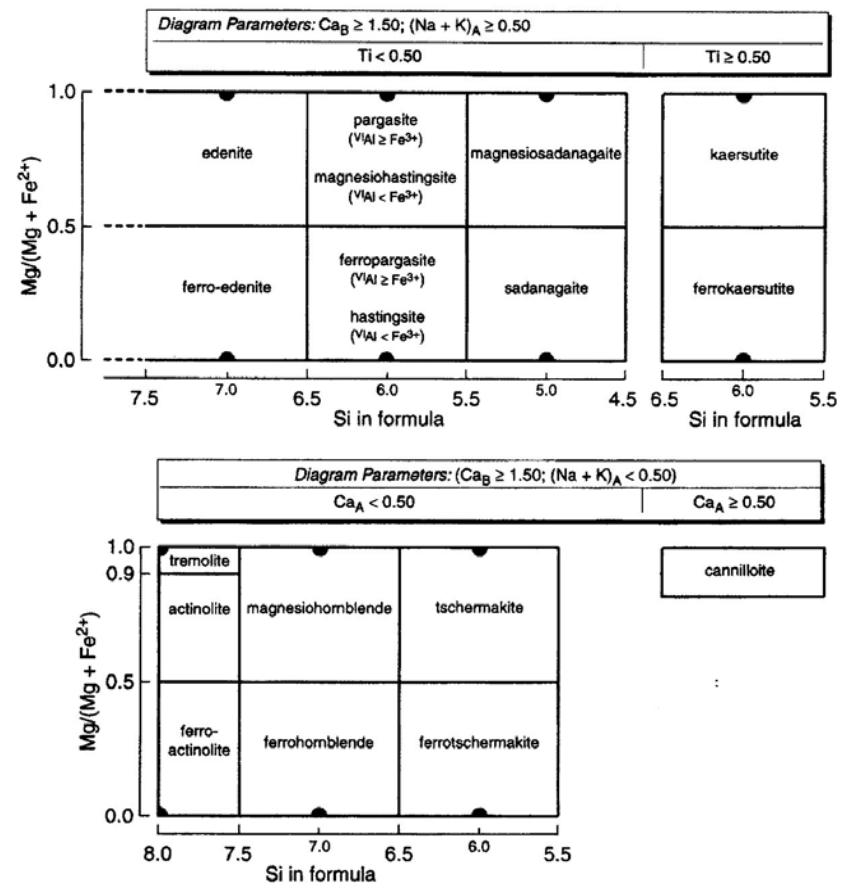 Diagram Parameters: Ca_B ≥ 1.50; (Na + K)_A ≥ 0.50
Ti < 0.50 Ti ≥ 0.50
Mg/(Mg + Fe²⁺)
1.0
0.5
0.0
edenite
pargasite
(ⱽᴵAl ≥ Fe³⁺)
magnesiohastingsite
(ⱽᴵAl < Fe³⁺)
magnesiosadanagaite
kaersutite
ferro-edenite
ferropargasite
(ⱽᴵAl ≥ Fe³⁺)
hastingsite
(ⱽᴵAl < Fe³⁺)
sadanagaite
ferrokaersutite
7.5 7.0 6.5 6.0 5.5 5.0 4.5 6.5 6.0 5.5
Si in formula Si in formula
Diagram Parameters: (Ca_B ≥ 1.50; (Na + K)_A < 0.50)
Ca_A < 0.50 Ca_A ≥ 0.50
Mg/(Mg + Fe²⁺)
1.0
0.9
0.5
0.0
tremolite
actinolite
magnesiohornblende
tschermakite
cannilloite
ferro-
actinolite
ferrohornblende
ferrotschermakite
8.0 7.5 7.0 6.5 6.0 5.5
Si in formula